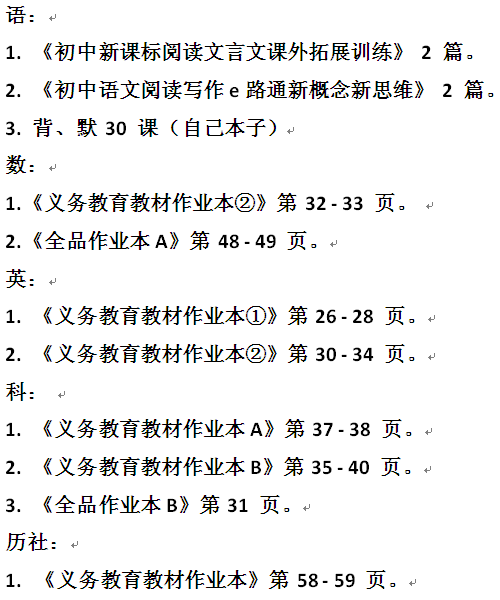 语：
1. 《初中新课标阅读文言文课外拓展训练》 2 篇。
2. 《初中语文阅读写作 e 路通新概念新思维》 2 篇。
3. 背、默 30 课（自己本子）
数：
1.《义务教育教材作业本②》第 32-33 页。
2.《全品作业本 A》第 48-49 页。
英：
1. 《义务教育教材作业本①》第 26-28 页。
2. 《义务教育教材作业本②》第 30-34 页。
科：
1. 《义务教育教材作业本 A》第 37-38 页。
2. 《义务教育教材作业本 B》第 35-40 页。
3. 《全品作业本 B》第 31 页。
历社：
1. 《义务教育教材作业本》第 58-59 页。